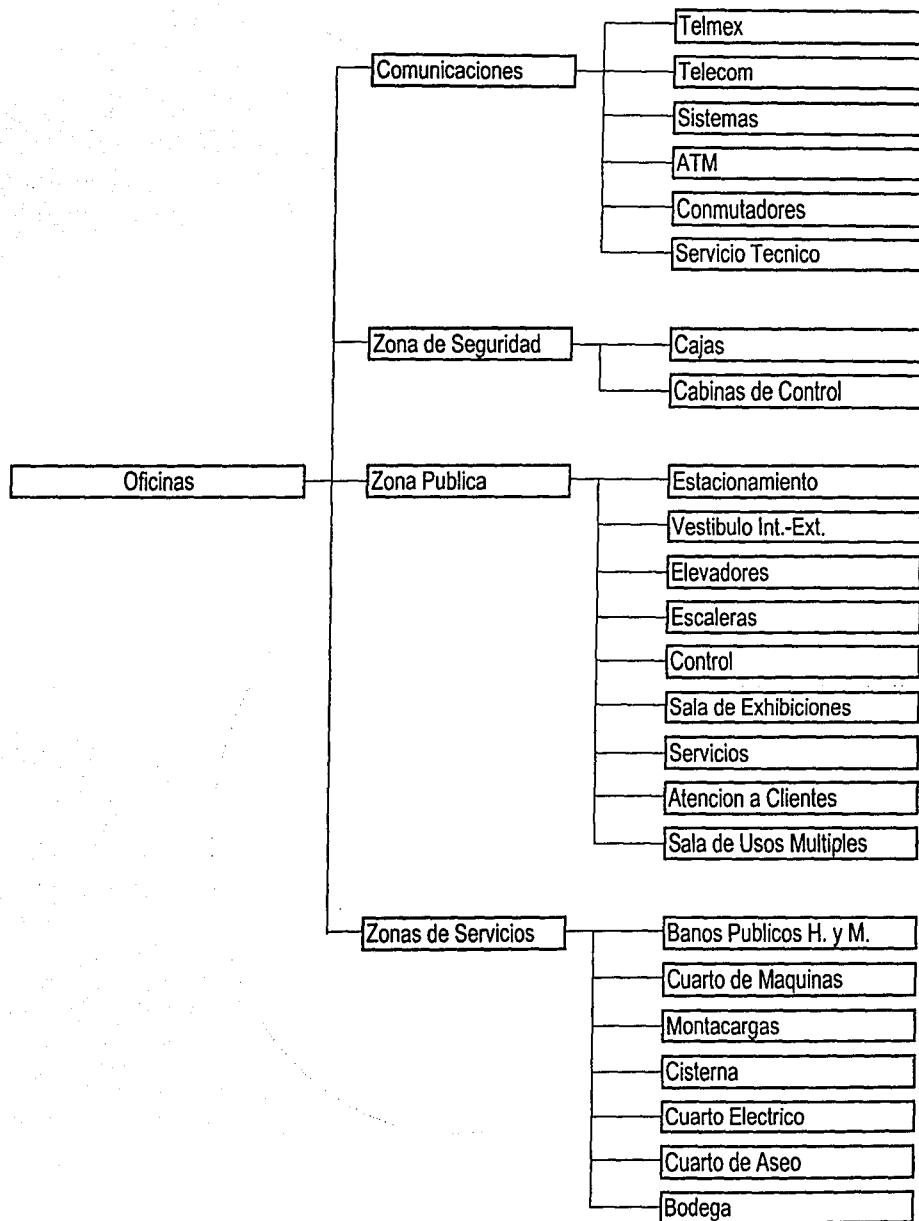 Oficinas
Comunicaciones
Telmex
Telecom
Sistemas
ATM
Conmutadores
Servicio Tecnico
Zona de Seguridad
Cajas
Cabinas de Control
Zona Publica
Estacionamiento
Vestibulo Int.-Ext.
Elevadores
Escaleras
Control
Sala de Exhibiciones
Servicios
Atencion a Clientes
Sala de Usos Multiples
Zonas de Servicios
Banos Publicos H. y M.
Cuarto de Maquinas
Montacargas
Cisterna
Cuarto Electrico
Cuarto de Aseo
Bodega